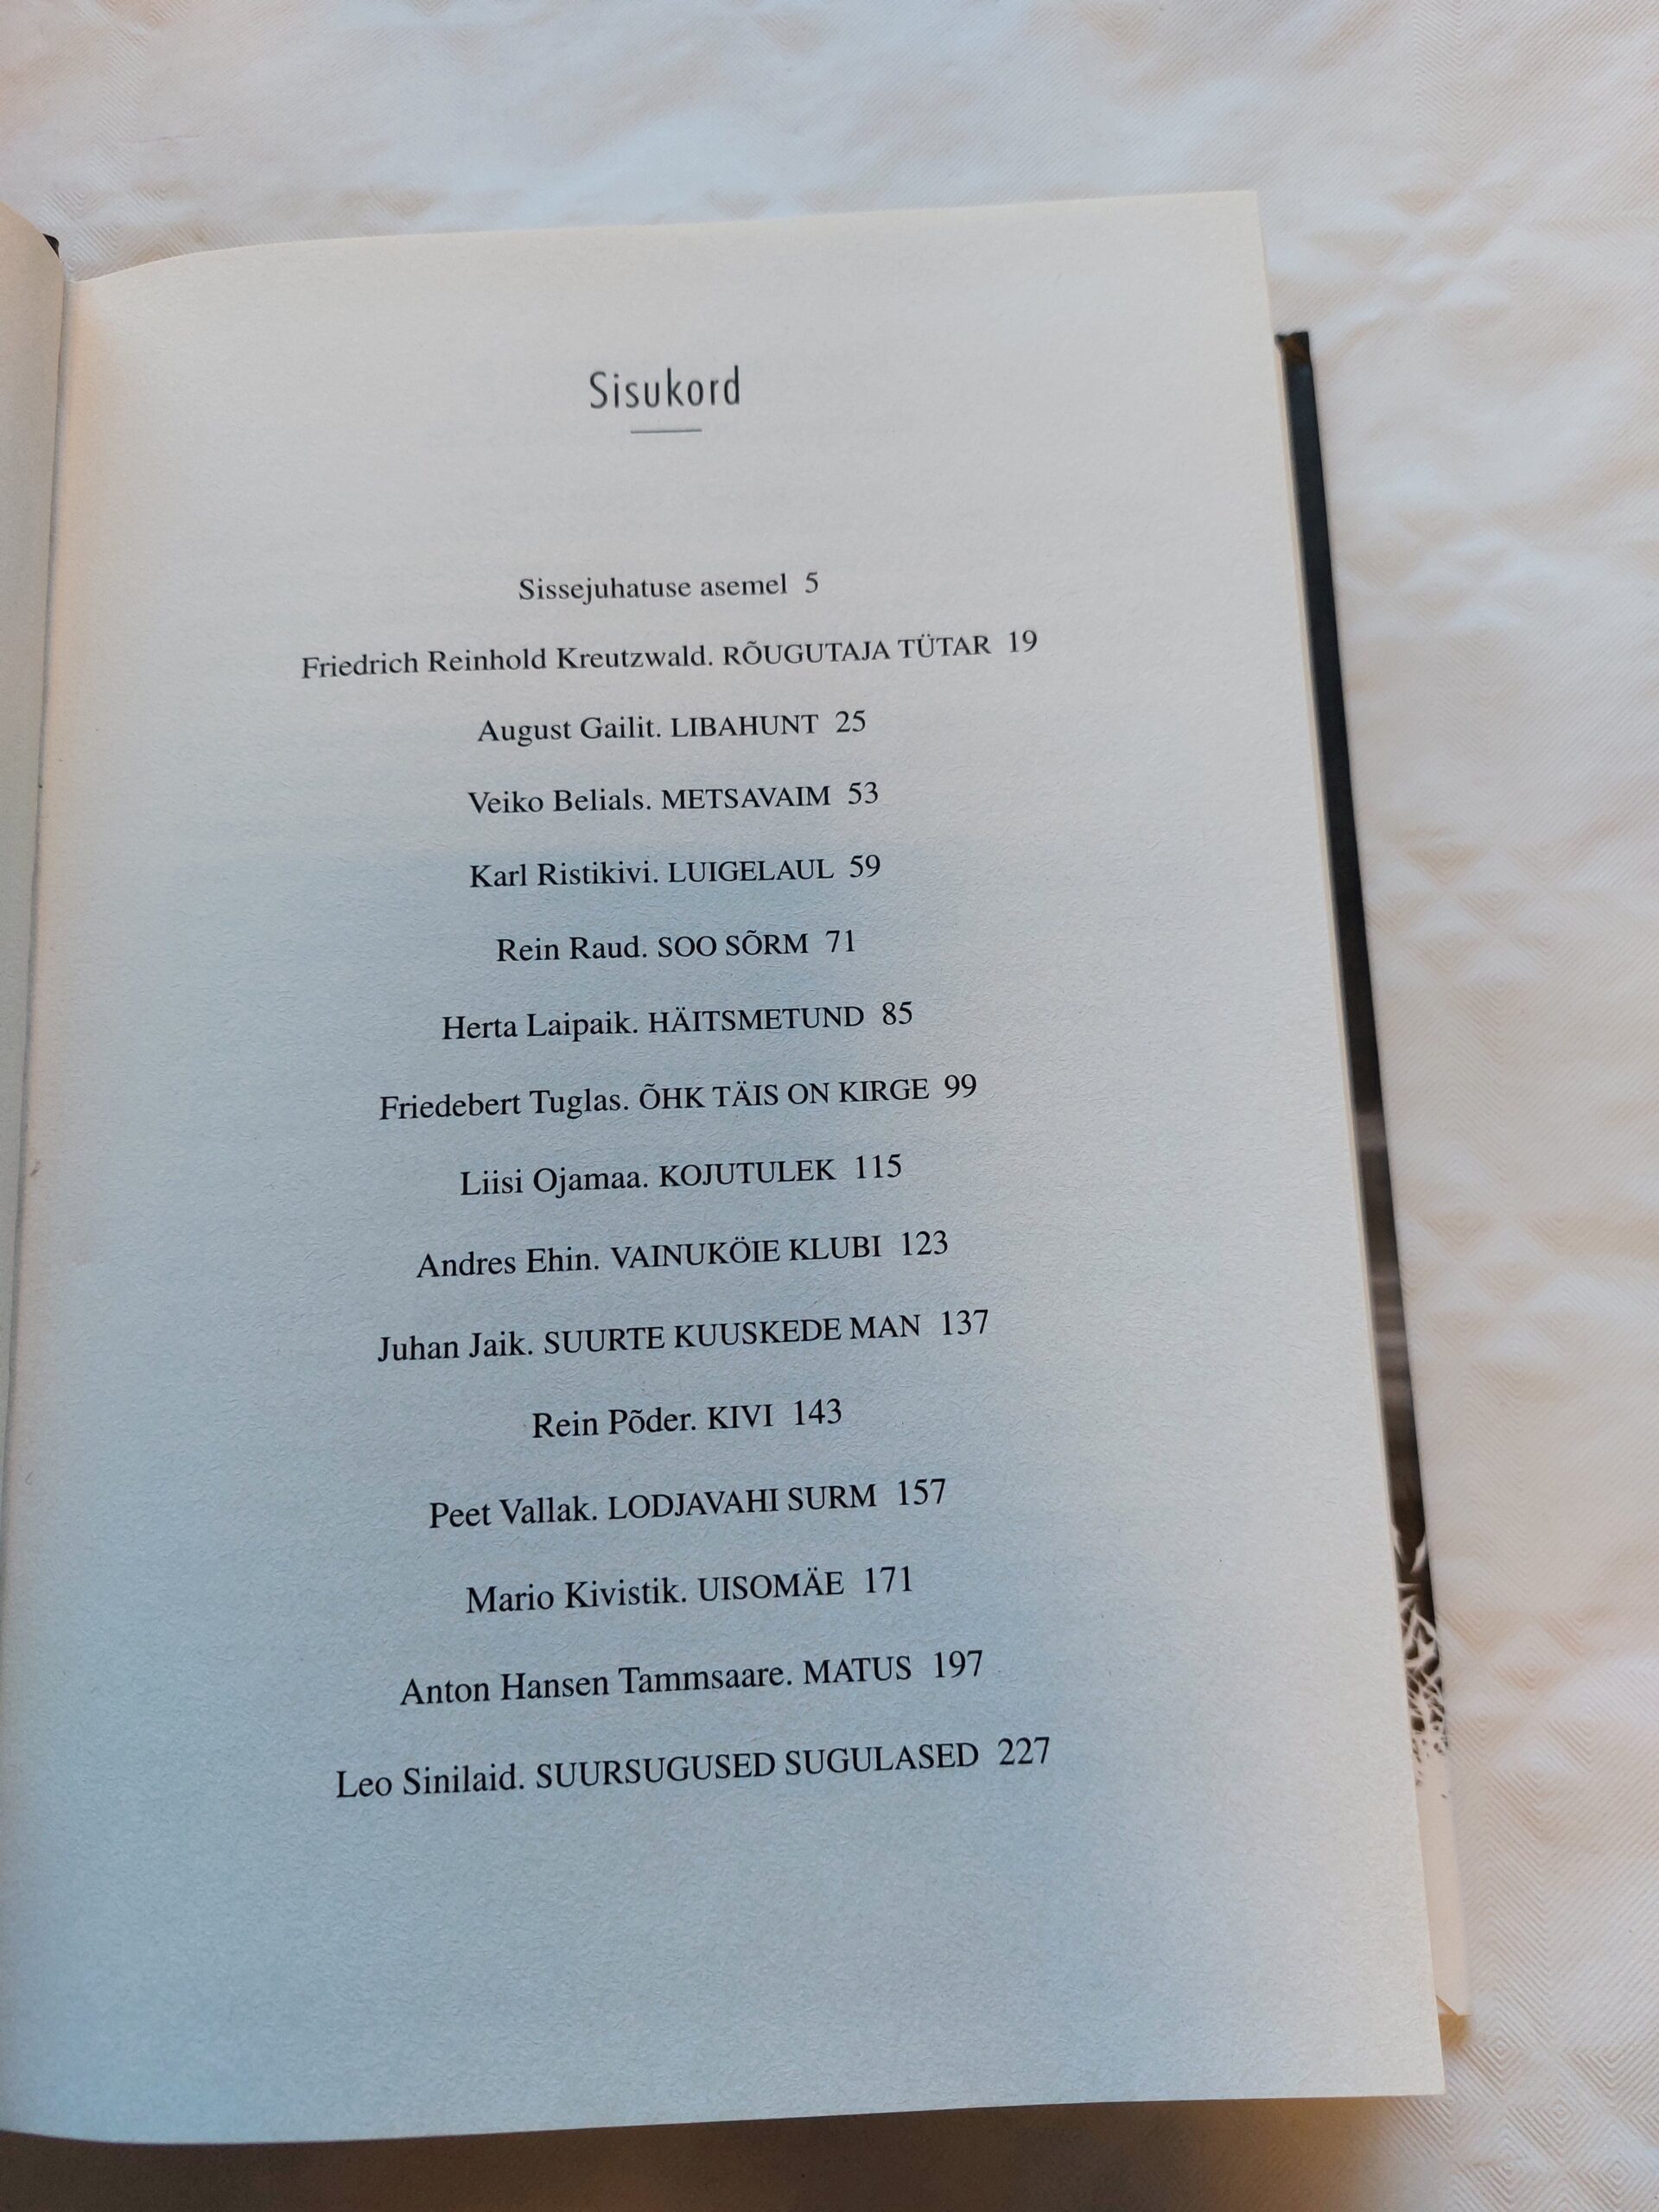 Sisukord
Sissejuhatuse asemel 5
Friedrich Reinhold Kreutzwald. RÕUGUTAJA TÜTAR 19
August Gailit. LIBAHUNT 25
Veiko Belials. METSAVAIM 53
Karl Ristikivi. LUIGELAUL 59
Rein Raud. SOO SÕRM 71
Herta Laipaik. HÄITSMETUND 85
Friedebert Tuglas. ÕHK TÄIS ON KIRGE 99
Liisi Ojamaa. KOJUTULEK 115
Andres Ehin. VAINUKÖIE KLUBI 123
Juhan Jaik. SUURTE KUUSKEDE MAN 137
Rein Põder. KIVI 143
Peet Vallak. LODJAVAHI SURM 157
Mario Kivistik. UISOMÄE 171
Anton Hansen Tammsaare. MATUS 197
Leo Sinilaid. SUURSUGUSED SUGULASED 227